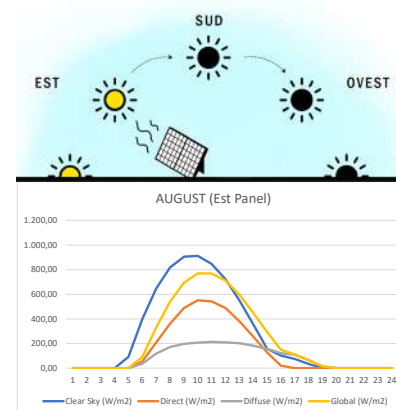 SUD
EST
OVEST
AUGUST (Est Panel)
1.200,00
1.000,00
800,00
600,00
400,00
200,00
0,00
1 2 3 4 5 6 7 8 9 10 11 12 13 14 15 16 17 18 19 20 21 22 23 24
Clear Sky (W/m2) Direct (W/m2) Diffuse (W/m2) Global (W/m2)